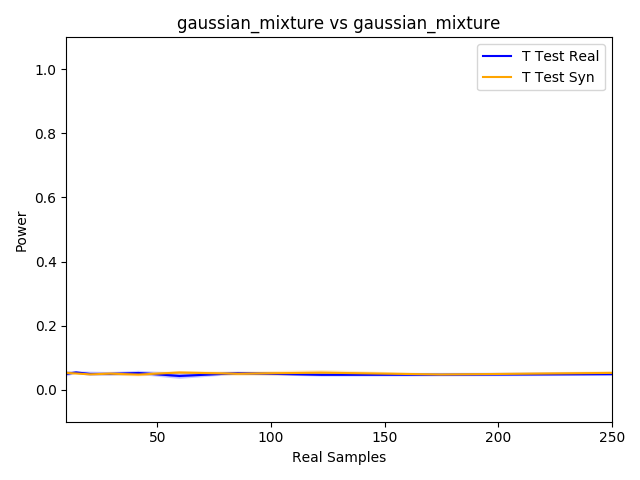 gaussian_mixture vs gaussian_mixture
T Test Real
T Test Syn
1.0
0.8
0.6
0.4
0.2
0.0
Power
50
100
150
200
250
Real Samples